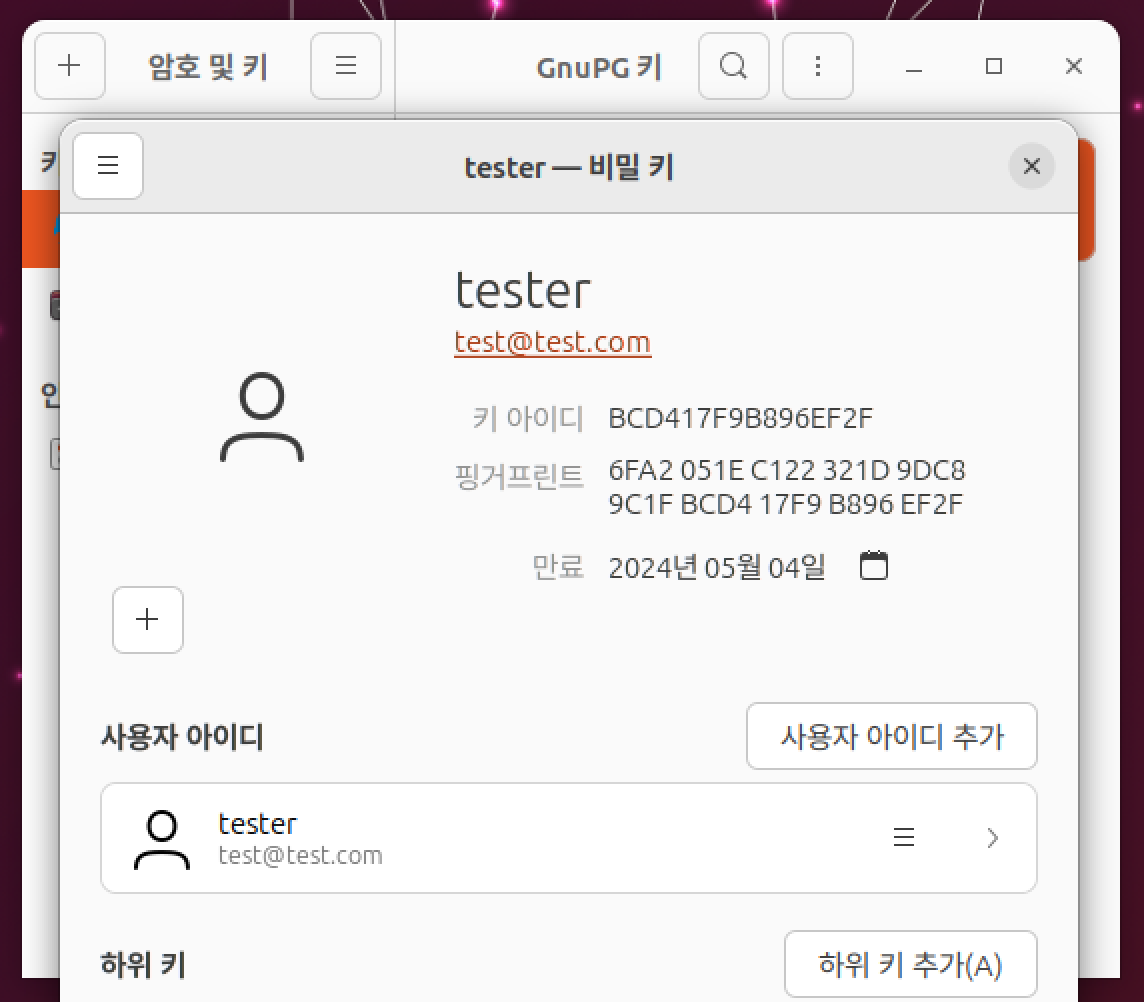 암호 및 키
GnuPG 키
tester — 비밀 키
tester
test@test.com
키 아이디 BCD417F9B896EF2F
핑거프린트 6FA2 051E C122 321D 9DC8
9C1F BCD4 17F9 B896 EF2F
만료 2024년 05월 04일
사용자 아이디
사용자 아이디 추가
tester
test@test.com
하위 키
하위 키 추가(A)